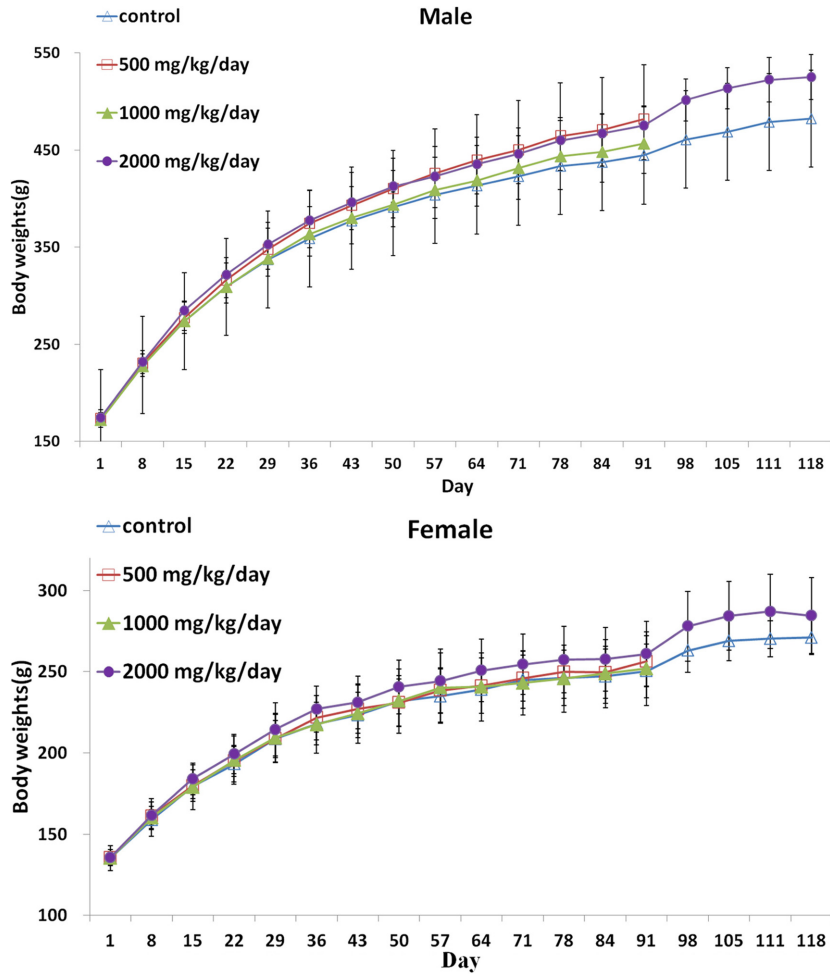 Male
control
500 mg/kg/day
1000 mg/kg/day
2000 mg/kg/day
Body weights(g)
550
450
350
250
150
1 8 15 22 29 36 43 50 57 64 71 78 84 91 98 105 111 118
Day
Female
control
500 mg/kg/day
1000 mg/kg/day
2000 mg/kg/day
Body weights(g)
300
250
200
150
100
1 8 15 22 29 36 43 50 57 64 71 78 84 91 98 105 111 118
Day